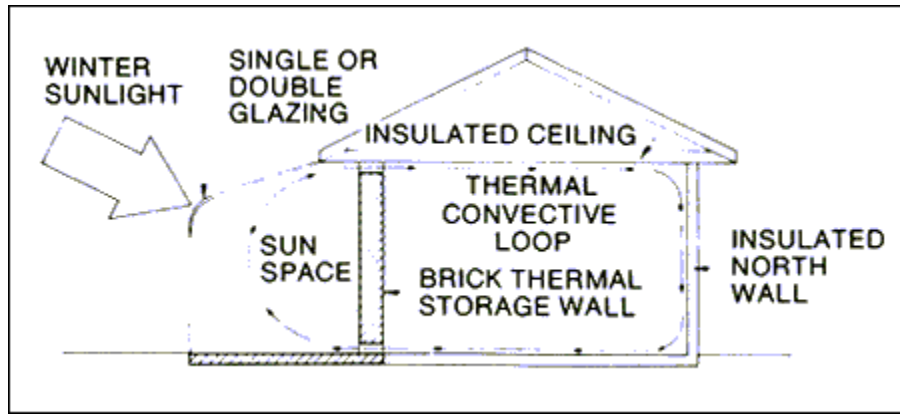 WINTER
SUNLIGHT
SINGLE OR
DOUBLE
GLAZING
INSULATED CEILING
THERMAL
CONVECTIVE
LOOP
SUN
SPACE
BRICK THERMAL
STORAGE WALL
INSULATED
NORTH
WALL